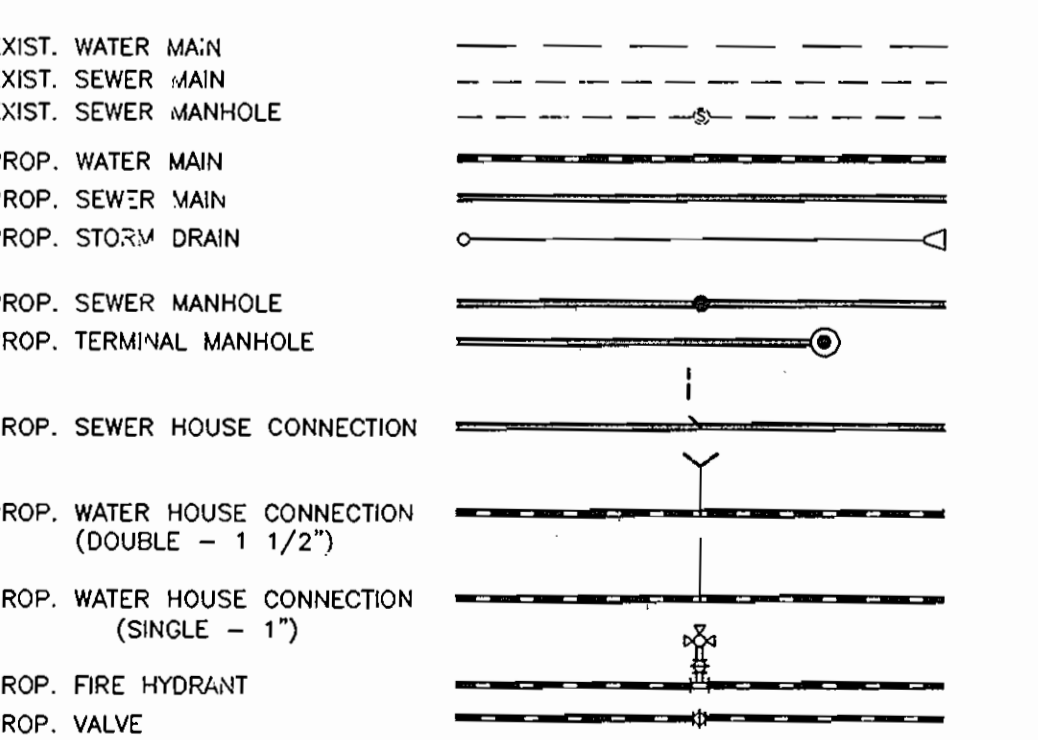 XIST. WATER MAIN
XIST. SEWER MAIN
XIST. SEWER MANHOLE
S
ROP. WATER MAIN
ROP. SEWER MAIN
ROP. STORM DRAIN
ROP. SEWER MANHOLE
ROP. TERMINAL MANHOLE
ROP. SEWER HOUSE CONNECTION
ROP. WATER HOUSE CONNECTION
(DOUBLE - 1 1/2")
ROP. WATER HOUSE CONNECTION
(SINGLE - 1")
ROP. FIRE HYDRANT
ROP. VALVE